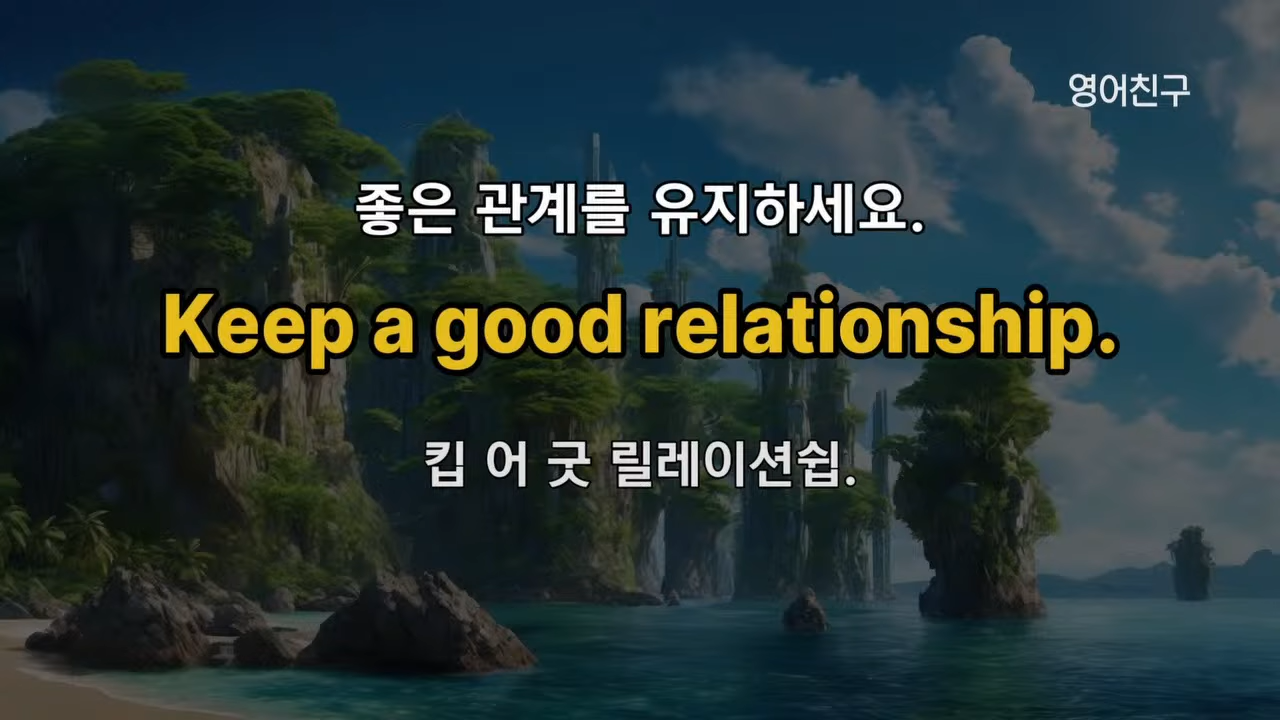 영어친구
좋은 관계를 유지하세요.
Keep a good relationship.
킵 어 굿 릴레이션쉽.